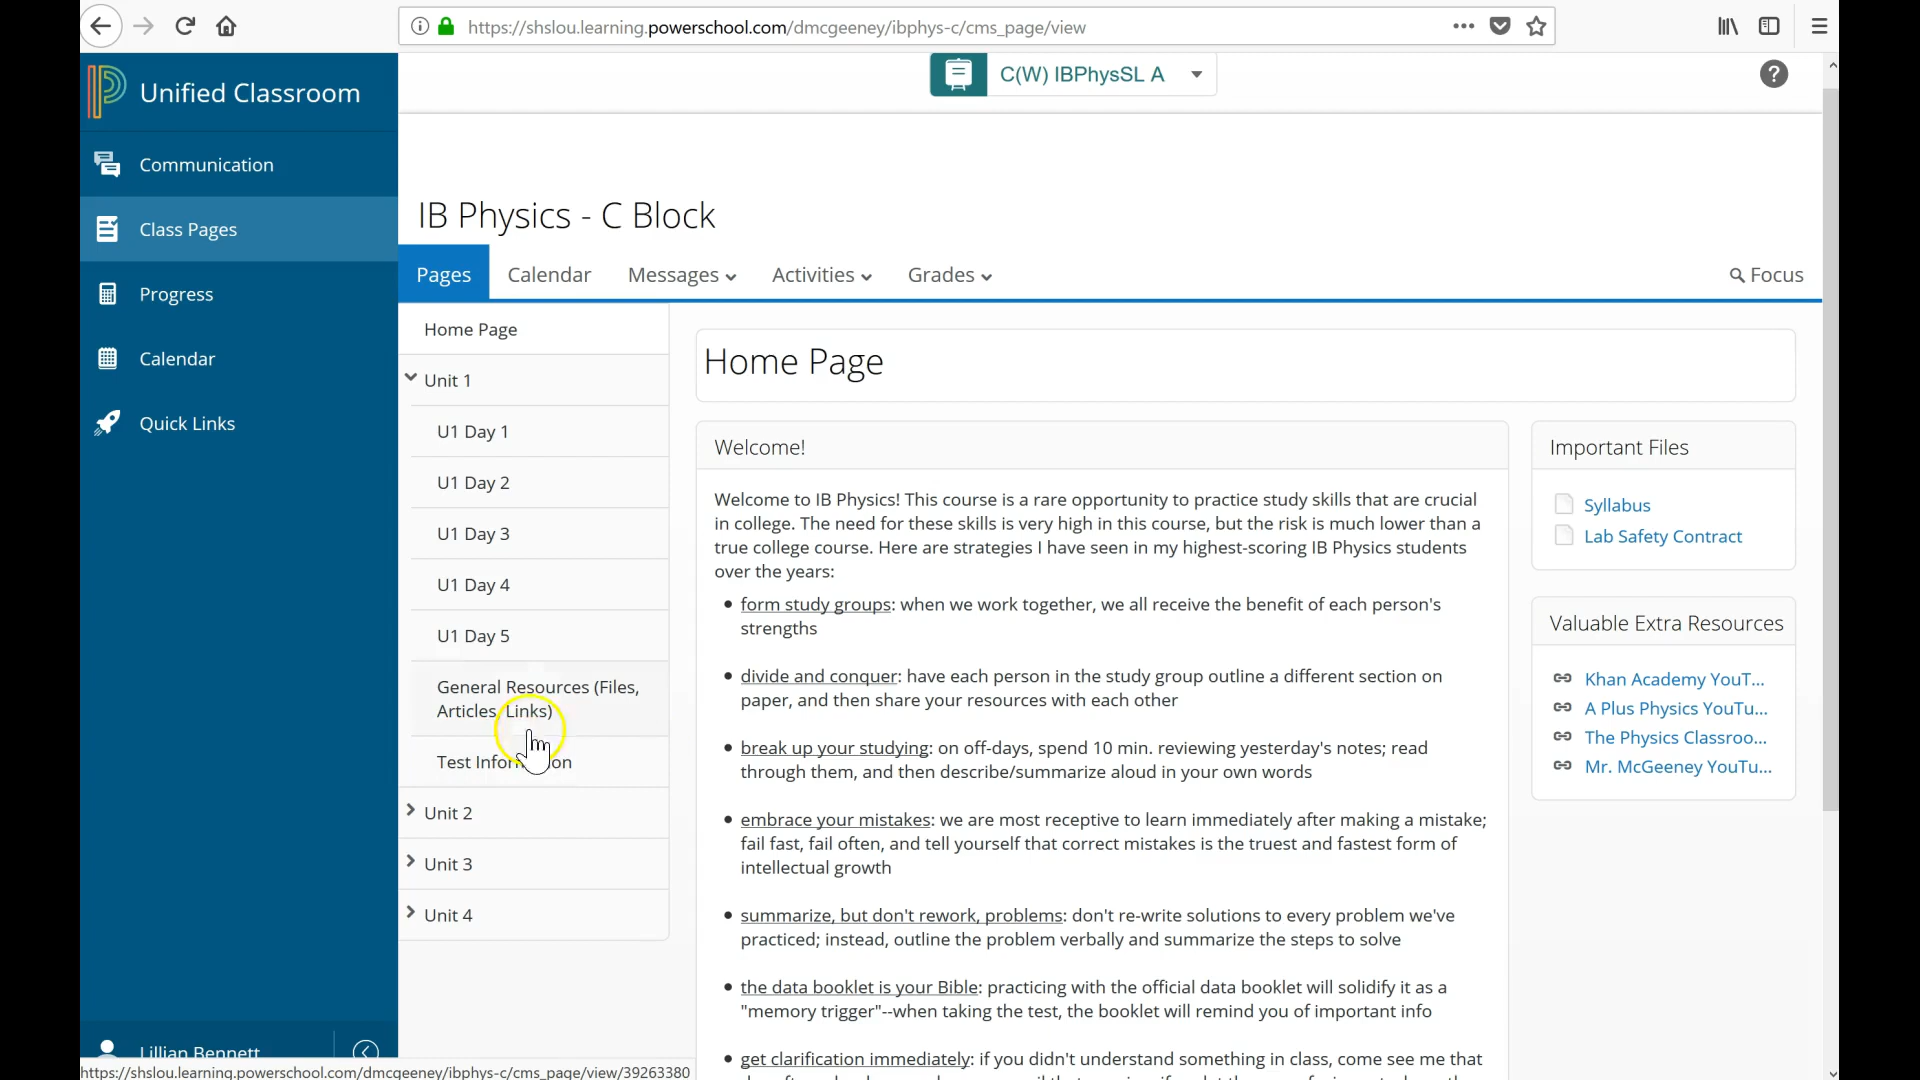 https://shslou.learning.powerschool.com/dmcgeeney/ibphys-c/cms_page/view
Unified Classroom
C(W) IBPhysSL A
?
Communication
Class Pages
Progress
Calendar
Quick Links
IB Physics - C Block
Pages
Calendar
Messages
Activities
Grades
Focus
Home Page
Unit 1
U1 Day 1
U1 Day 2
U1 Day 3
U1 Day 4
U1 Day 5
General Resources (Files,
Articles, Links)
Test Information
Unit 2
Unit 3
Unit 4
Home Page
Welcome!
Welcome to IB Physics! This course is a rare opportunity to practice study skills that are crucial
in college. The need for these skills is very high in this course, but the risk is much lower than a
true college course. Here are strategies I have seen in my highest-scoring IB Physics students
over the years:
• form study groups: when we work together, we all receive the benefit of each person's
strengths
• divide and conquer: have each person in the study group outline a different section on
paper, and then share your resources with each other
• break up your studying: on off-days, spend 10 min. reviewing yesterday's notes; read
through them, and then describe/summarize aloud in your own words
• embrace your mistakes: we are most receptive to learn immediately after making a mistake;
fail fast, fail often, and tell yourself that correct mistakes is the truest and fastest form of
intellectual growth
• summarize, but don't rework, problems: don't re-write solutions to every problem we've
practiced; instead, outline the problem verbally and summarize the steps to solve
• the data booklet is your Bible: practicing with the official data booklet will solidify it as a
"memory trigger"--when taking the test, the booklet will remind you of important info
• get clarification immediately: if you didn't understand something in class, come see me that
Important Files
Syllabus
Lab Safety Contract
Valuable Extra Resources
Khan Academy YouT...
A Plus Physics YouTu...
The Physics Classroo...
Mr. McGeeney YouTu...
Lillian Bennett
https://shslou.learning.powerschool.com/dmcgeeney/ibphys-c/cms_page/view/39263380